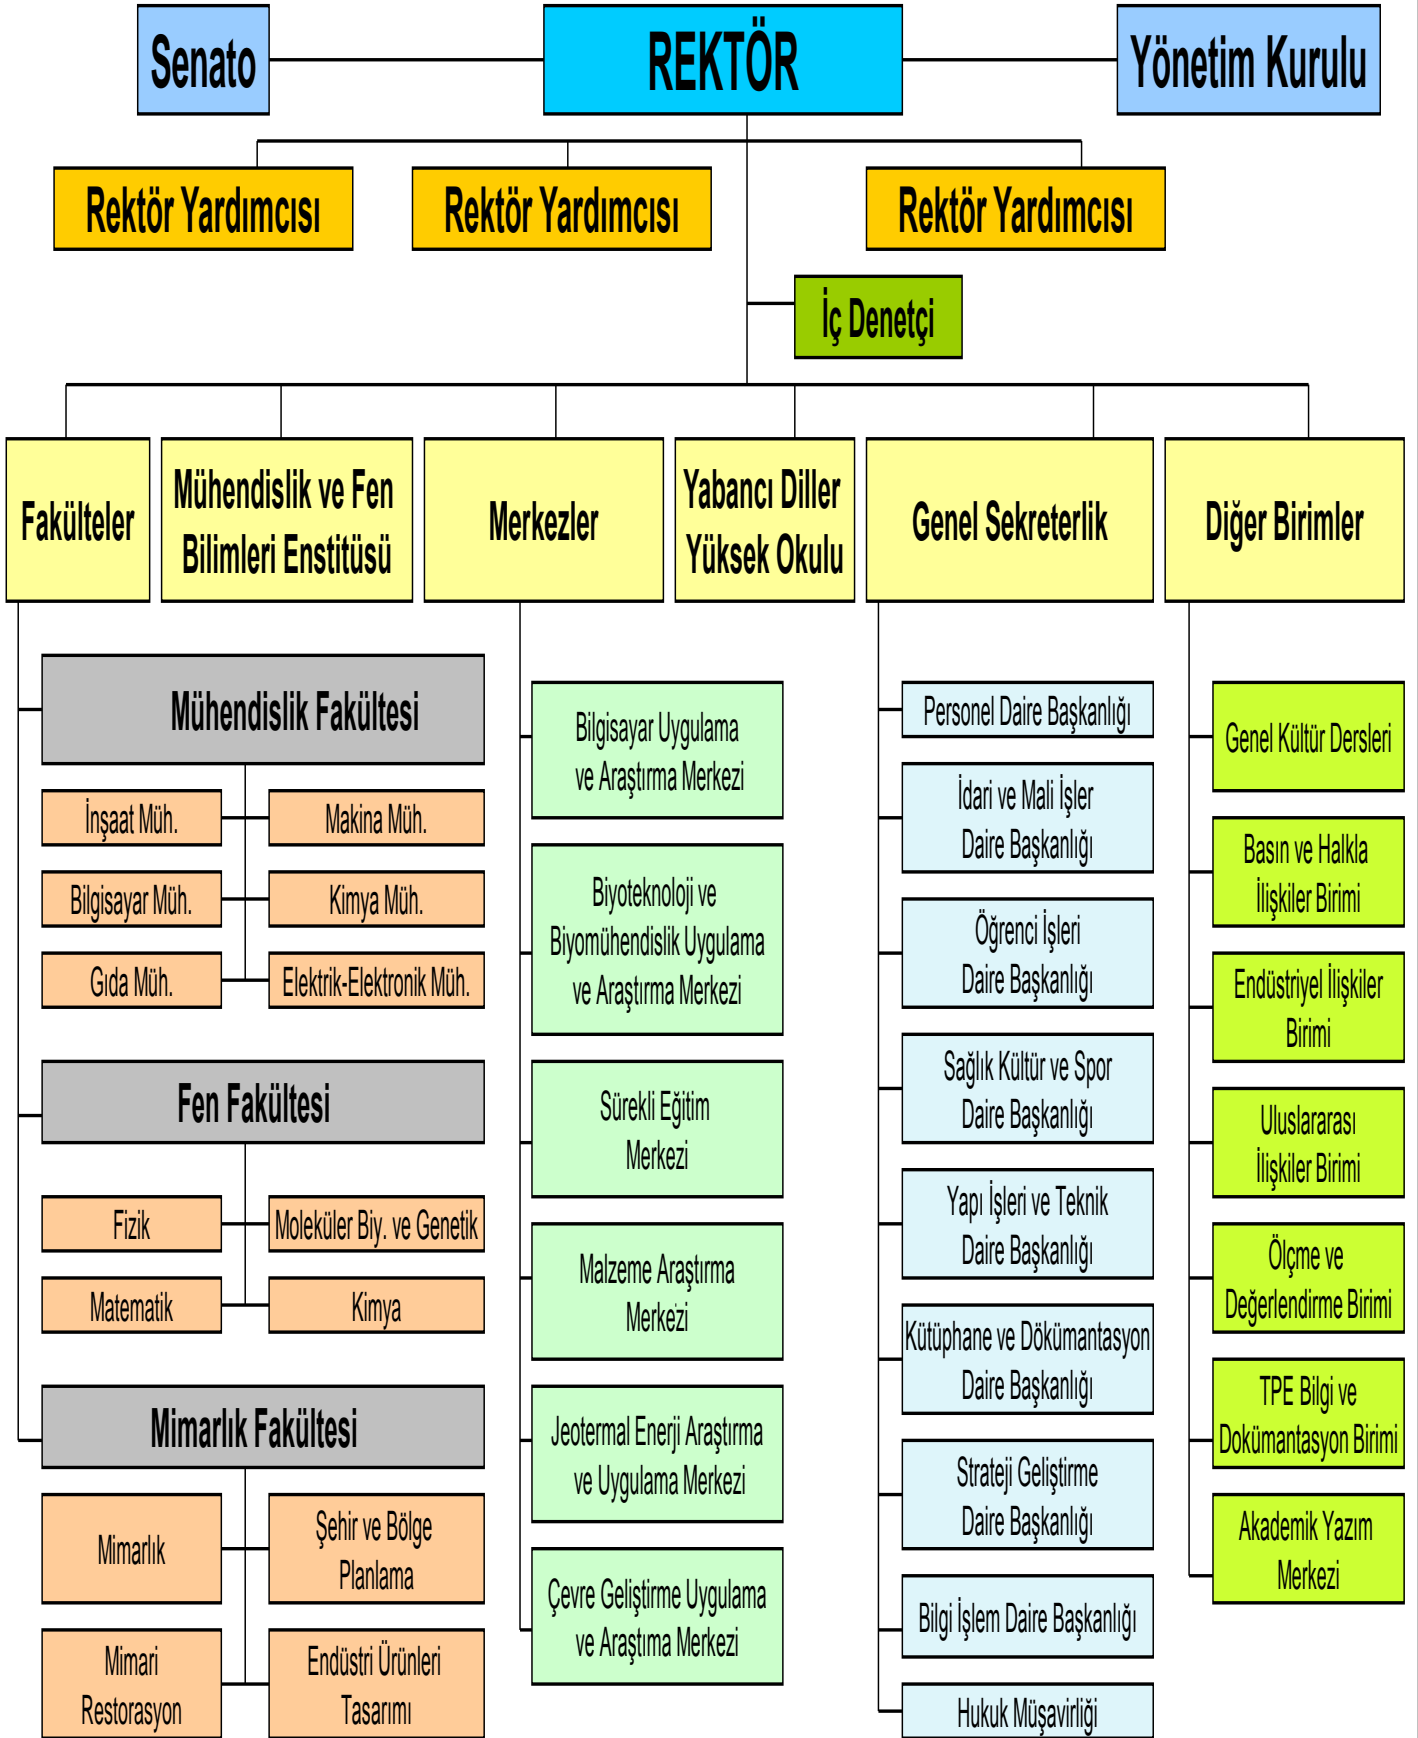 Senato
REKTÖR
Yönetim Kurulu
Rektör Yardımcısı
Rektör Yardımcısı
Rektör Yardımcısı
İç Denetçi
Fakülteler
Mühendislik ve Fen
Bilimleri Enstitüsü
Merkezler
Yabancı Diller
Yüksek Okulu
Genel Sekreterlik
Diğer Birimler
Mühendislik Fakültesi
İnşaat Müh.
Makina Müh.
Bilgisayar Müh.
Kimya Müh.
Gıda Müh.
Elektrik-Elektronik Müh.
Fen Fakültesi
Fizik
Moleküler Biy. ve Genetik
Matematik
Kimya
Mimarlık Fakültesi
Mimarlık
Şehir ve Bölge
Planlama
Mimari
Restorasyon
Endüstri Ürünleri
Tasarımı
Bilgisayar Uygulama
ve Araştırma Merkezi
Biyoteknoloji ve
Biyomühendislik Uygulama
ve Araştırma Merkezi
Sürekli Eğitim
Merkezi
Malzeme Araştırma
Merkezi
Jeotermal Enerji Araştırma
ve Uygulama Merkezi
Çevre Geliştirme Uygulama
ve Araştıma Merkezi
Personel Daire Başkanlığı
İdari ve Mali İşler
Daire Başkanlığı
Öğrenci İşleri
Daire Başkanlığı
Sağlık Kültür ve Spor
Daire Başkanlığı
Yapı İşleri ve Teknik
Daire Başkanlığı
Kütüphane ve Dökümantasyon
Daire Başkanlığı
Strateji Geliştirme
Daire Başkanlığı
Bilgi İşlem Daire Başkanlığı
Hukuk Müşavirliği
Genel Kültür Dersleri
Basın ve Halkla
İlişkiler Birimi
Endüstriyel İlişkiler
Birimi
Uluslararası
İlişkiler Birimi
Ölçme ve
Değerlendirme Birimi
TPE Bilgi ve
Dokümantasyon Birimi
Akademik Yazım
Merkezi